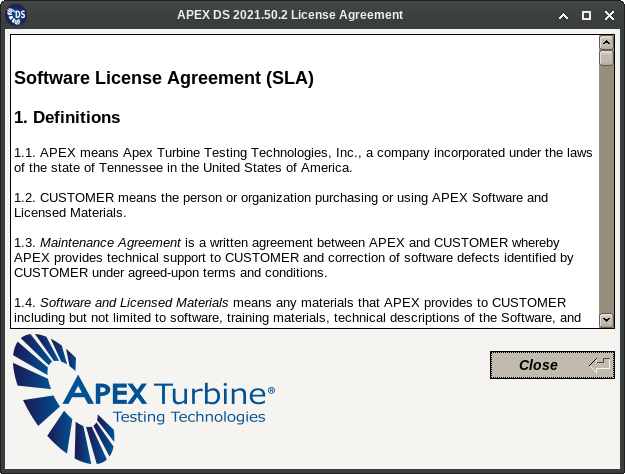 DS
APEX DS 2021.50.2 License Agreement
Software License Agreement (SLA)
1. Definitions
1.1. APEX means Apex Turbine Testing Technologies, Inc., a company incorporated under the laws
of the state of Tennessee in the United States of America.
1.2. CUSTOMER means the person or organization purchasing or using APEX Software and
Licensed Materials.
1.3. Maintenance Agreement is a written agreement between APEX and CUSTOMER whereby
APEX provides technical support to CUSTOMER and correction of software defects identified by
CUSTOMER under agreed-upon terms and conditions.
1.4. Software and Licensed Materials means any materials that APEX provides to CUSTOMER
including but not limited to software, training materials, technical descriptions of the Software, and
Close
APEX Turbine®
Testing Technologies